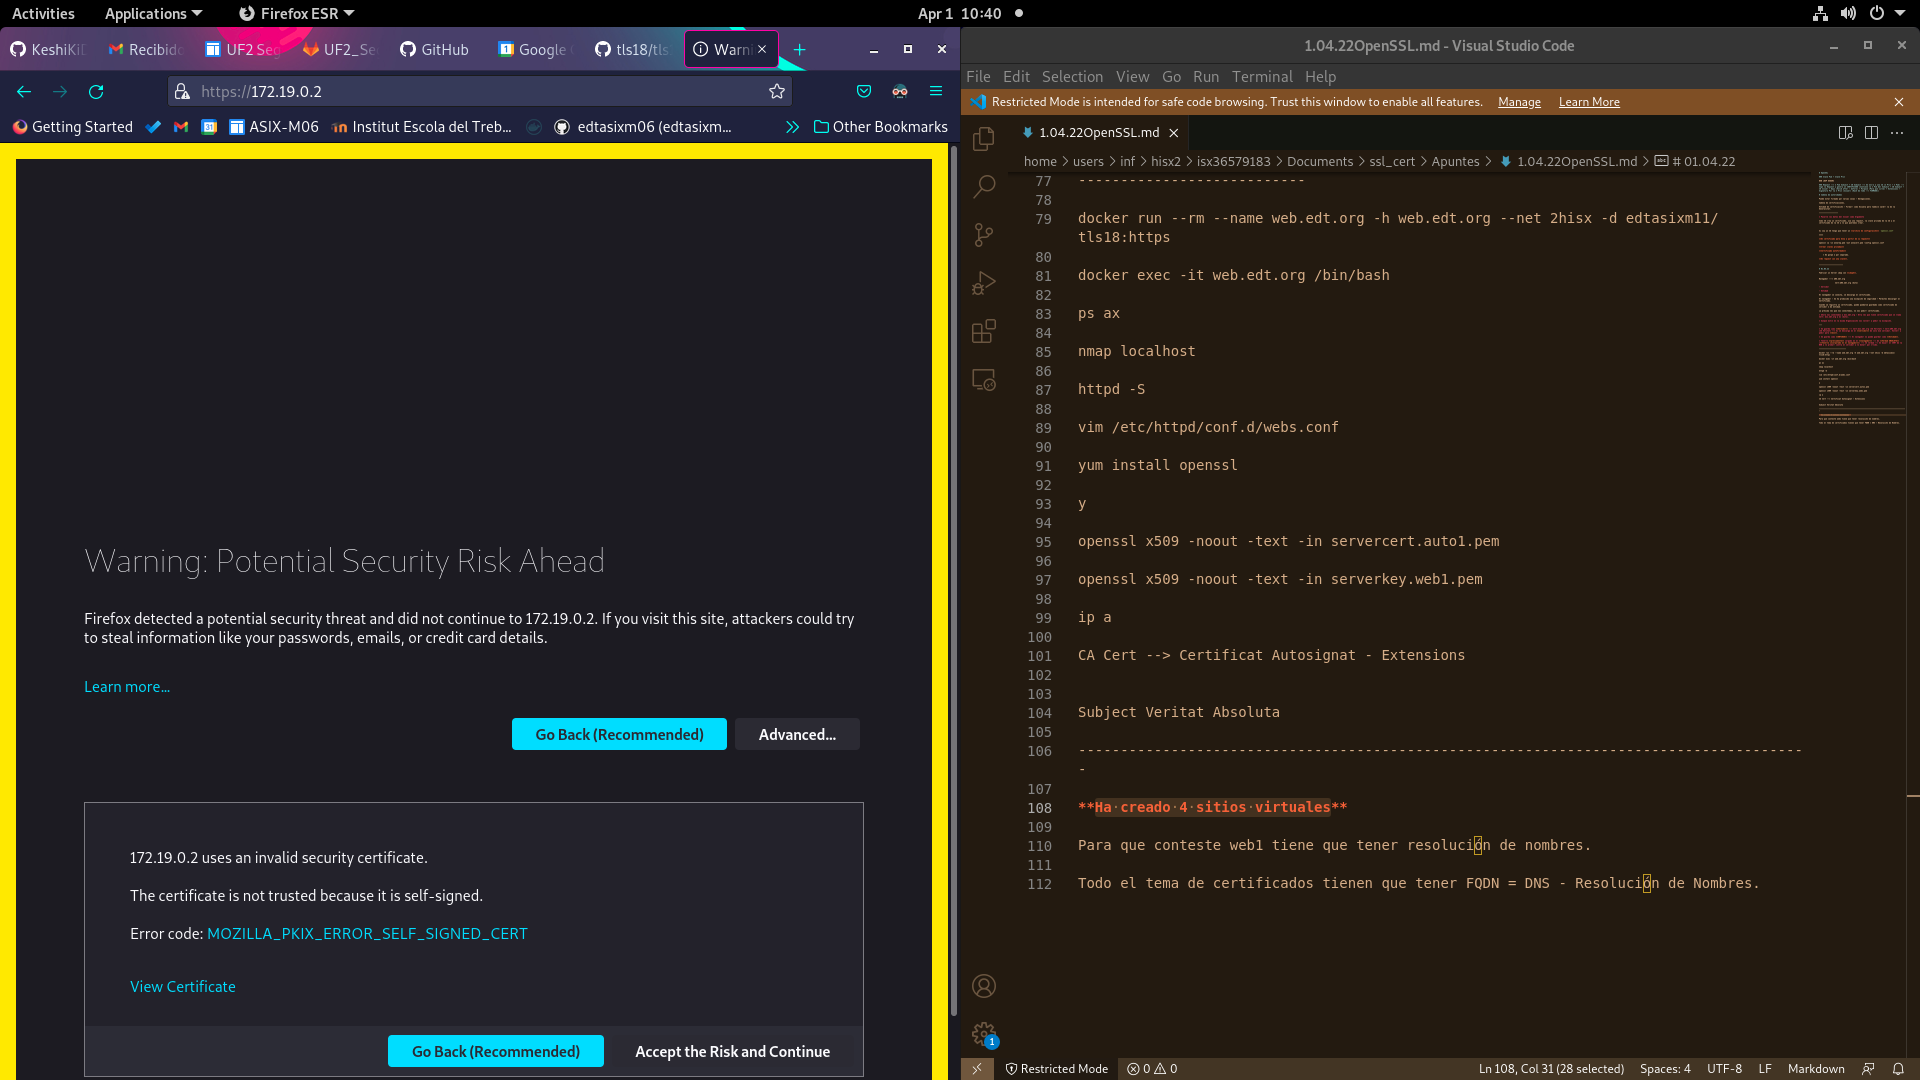 Activities
Applications
Firefox ESR
Apr 1 10:40
KeshiKi
Recibido
UF2 Seg
UF2_Se
GitHub
Google
tls18/tls
Warni
https://172.19.0.2
Getting Started
ASIX-M06
Institut Escola del Treb...
edtasixm06 (edtasixm...
Other Bookmarks
Warning: Potential Security Risk Ahead
Firefox detected a potential security threat and did not continue to 172.19.0.2. If you visit this site, attackers could try
to steal information like your passwords, emails, or credit card details.
Learn more...
Go Back (Recommended)
Advanced...
172.19.0.2 uses an invalid security certificate.
The certificate is not trusted because it is self-signed.
Error code: MOZILLA_PKIX_ERROR_SELF_SIGNED_CERT
View Certificate
Go Back (Recommended)
Accept the Risk and Continue
1.04.22OpenSSL.md - Visual Studio Code
File Edit Selection View Go Run Terminal Help
Restricted Mode is intended for safe code browsing. Trust this window to enable all features. Manage Learn More
1.04.22OpenSSL.md
home > users > inf > hisx2 > isx36579183 > Documents > ssl_cert > Apuntes > 1.04.22OpenSSL.md > # 01.04.22
77 ---------------------------
78
79 docker run --rm --name web.edt.org -h web.edt.org --net 2hisx -d edtasixm11/
tls18:https
80
81 docker exec -it web.edt.org /bin/bash
82
83 ps ax
84
85 nmap localhost
86
87 httpd -S
88
89 vim /etc/httpd/conf.d/webs.conf
90
91 yum install openssl
92
93 y
94
95 openssl x509 -noout -text -in servercert.auto1.pem
96
97 openssl x509 -noout -text -in serverkey.web1.pem
98
99 ip a
100
101 CA Cert --> Certificat Autosignat - Extensions
102
103
104 Subject Veritat Absoluta
105
106 --------------------------------------------------------------------------------------
-
107
108 **Ha creado 4 sitios virtuales**
109
110 Para que conteste web1 tiene que tener resolución de nombres.
111
112 Todo el tema de certificados tienen que tener FQDN = DNS - Resolución de Nombres.
1
Restricted Mode
0 0
Ln 108, Col 31 (28 selected)
Spaces: 4
UTF-8
LF
Markdown